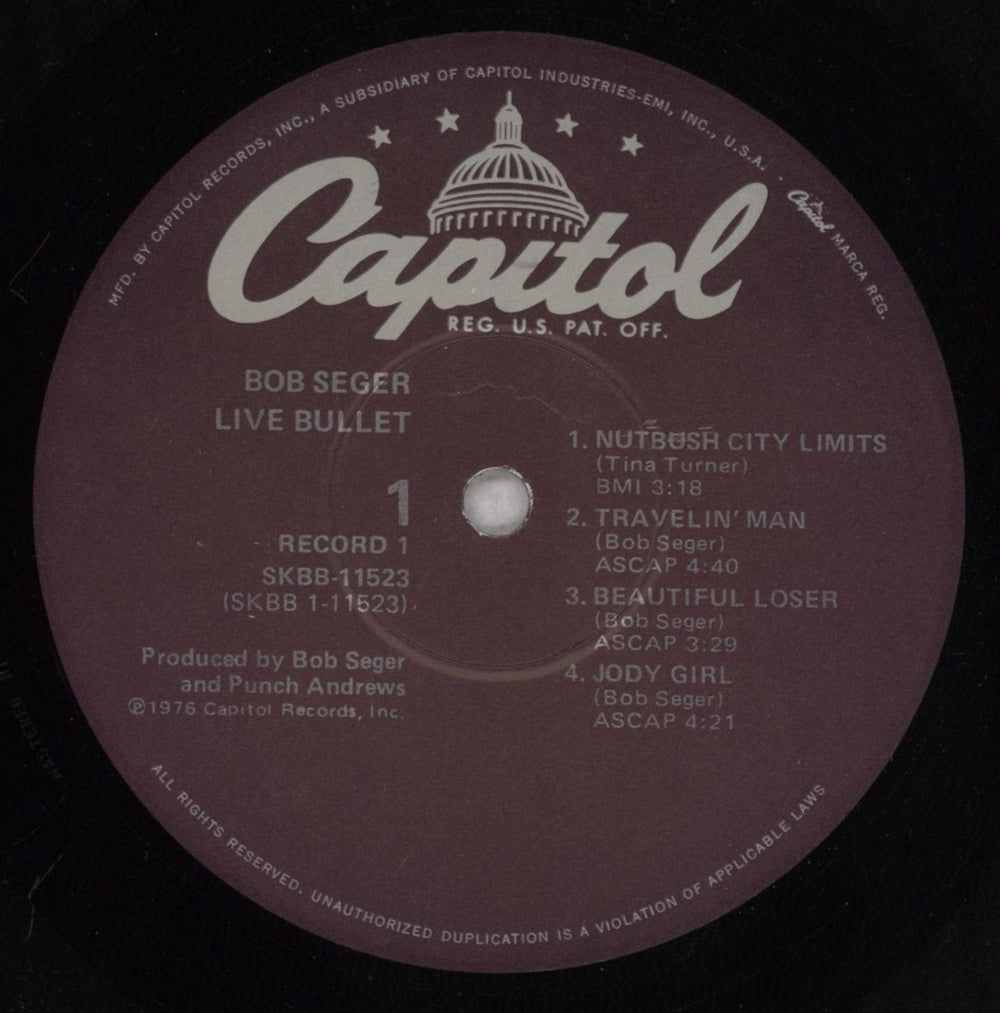 MFD. BY CAPITOL RECORDS, INC., A SUBSIDIARY OF CAPITOL INDUSTRIES-EMI, INC., U.S.A. · Capitol MARCA REG.
Capitol
REG. U.S. PAT. OFF.
BOB SEGER
LIVE BULLET
1
RECORD 1
SKBB-11523
(SKBB 1-11523)
Produced by Bob Seger
and Punch Andrews
℗1976 Capitol Records, Inc.
1. NUTBUSH CITY LIMITS
(Tina Turner)
BMI 3:18
2. TRAVELIN' MAN
(Bob Seger)
ASCAP 4:40
3. BEAUTIFUL LOSER
(Bob Seger)
ASCAP 3:29
4. JODY GIRL
(Bob Seger)
ASCAP 4:21
ALL RIGHTS RESERVED. UNAUTHORIZED DUPLICATION IS A VIOLATION OF APPLICABLE LAWS